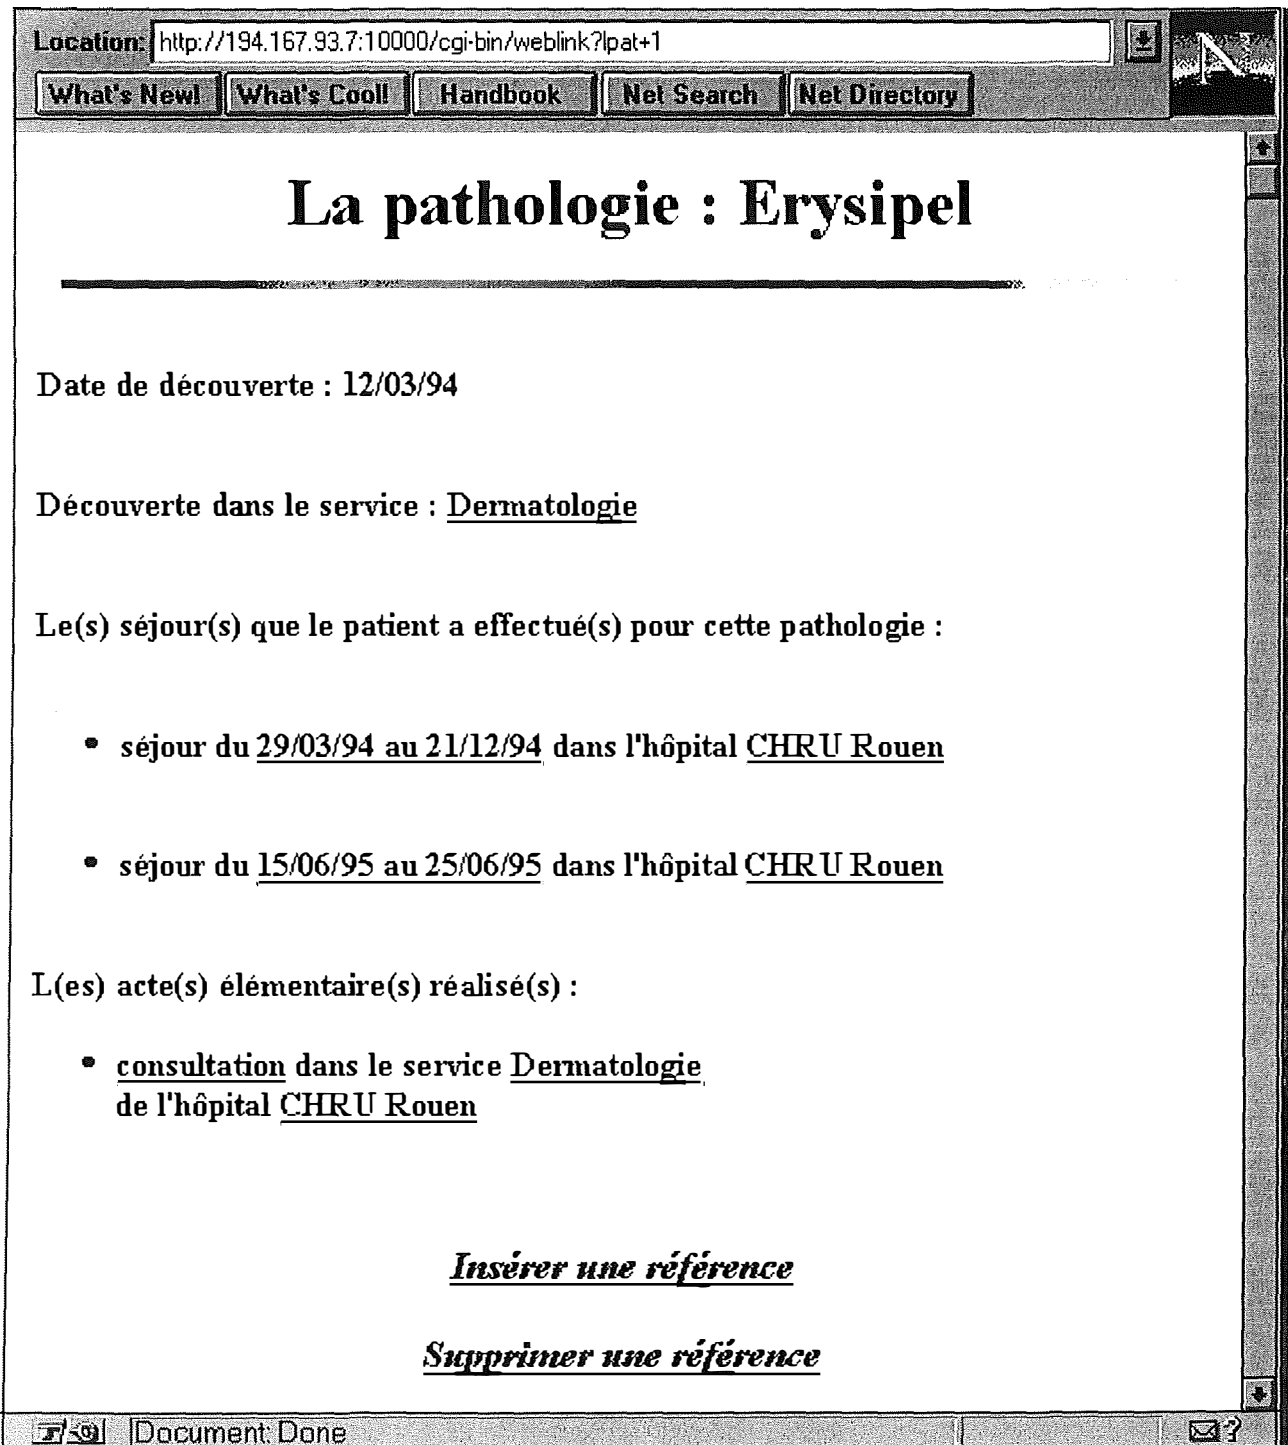 Location: http://194.167.93.7:10000/cgi-bin/weblink?lpat+1
N
What's New! What's Cool! Handbook Net Search Net Directory
La pathologie : Erysipel
Date de découverte : 12/03/94
Découverte dans le service : Dermatologie
Le(s) séjour(s) que le patient a effectué(s) pour cette pathologie :
• séjour du 29/03/94 au 21/12/94 dans l'hôpital CHRU Rouen
• séjour du 15/06/95 au 25/06/95 dans l'hôpital CHRU Rouen
L(es) acte(s) élémentaire(s) réalisé(s) :
• consultation dans le service Dermatologie
de l'hôpital CHRU Rouen
Insérer une référence
Supprimer une référence
Document: Done ?